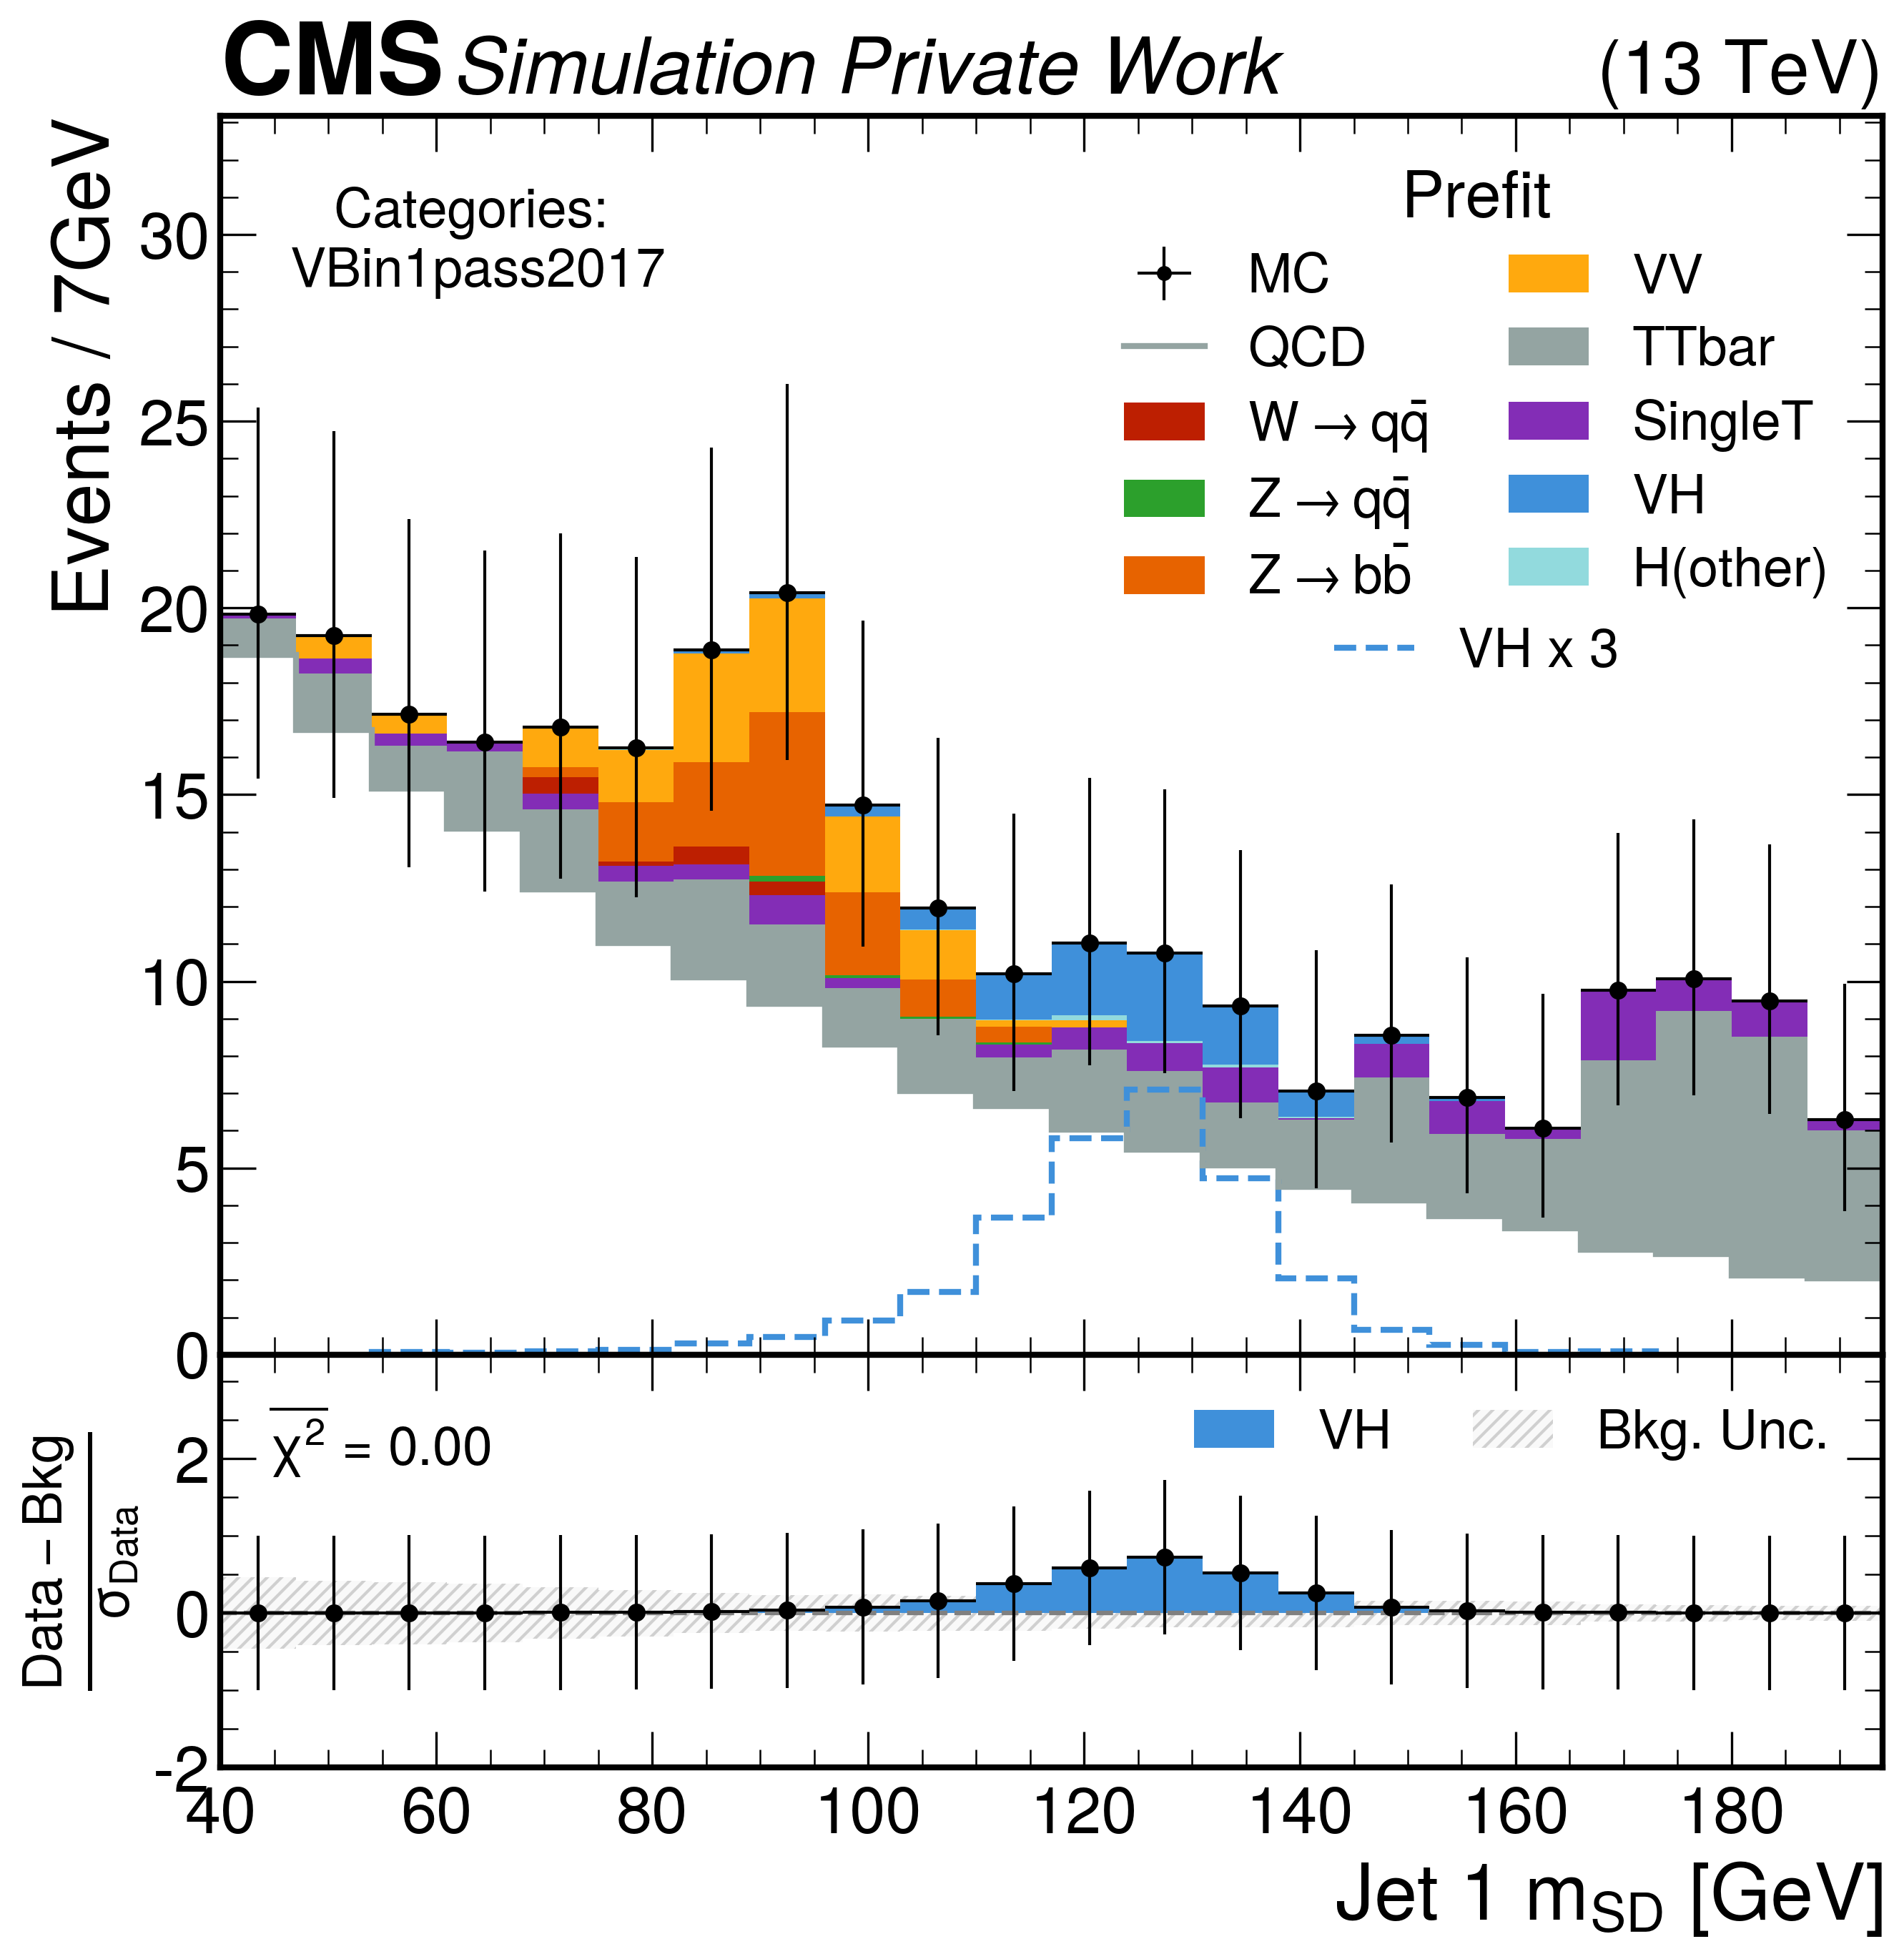 CMS Simulation Private Work (13 TeV)
Events / 7GeV
Categories:
VBin1pass2017
Prefit
MC
QCD
W → qq̄
Z → qq̄
Z → bb̄
VV
TTbar
SingleT
VH
H(other)
VH x 3
30
25
20
15
10
5
0
Data − Bkg
σ_Data
χ² = 0.00
VH
Bkg. Unc.
2
0
-2
40 60 80 100 120 140 160 180
Jet 1 m_SD [GeV]